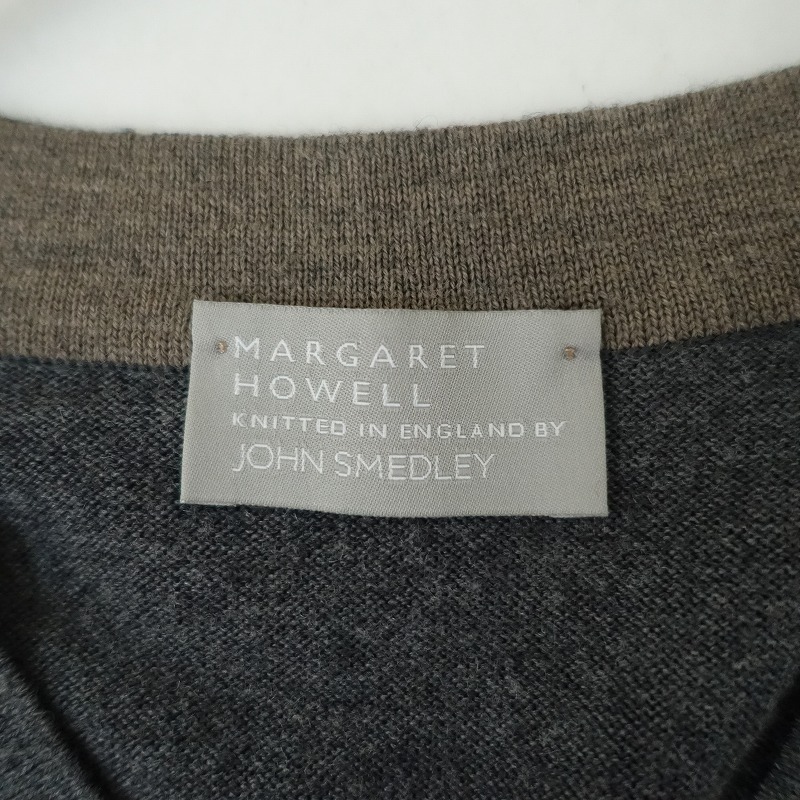 MARGARET
HOWELL
KNITTED IN ENGLAND BY
JOHN SMEDLEY